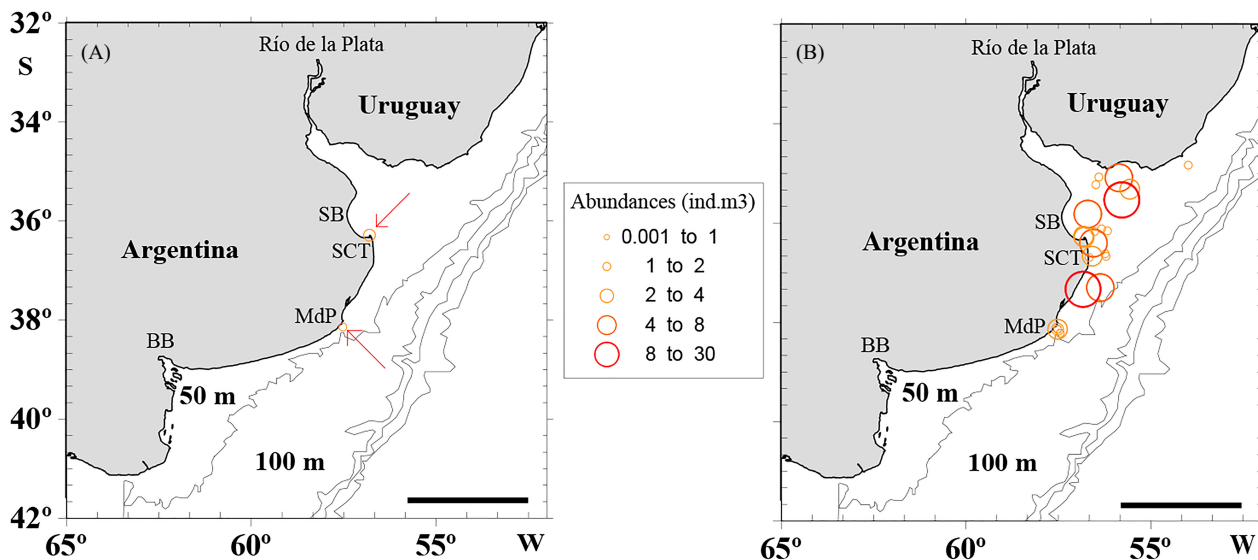 32º
S
34º
36º
38º
40º
42º
65º
60º
55º
W
(A)
Río de la Plata
Uruguay
SB
Argentina
SCT
MdP
BB
50 m
100 m
Abundances (ind.m3)
0.001 to 1
1 to 2
2 to 4
4 to 8
8 to 30
(B)
Río de la Plata
Uruguay
SB
Argentina
SCT
MdP
BB
50 m
100 m
65º
60º
55º
W